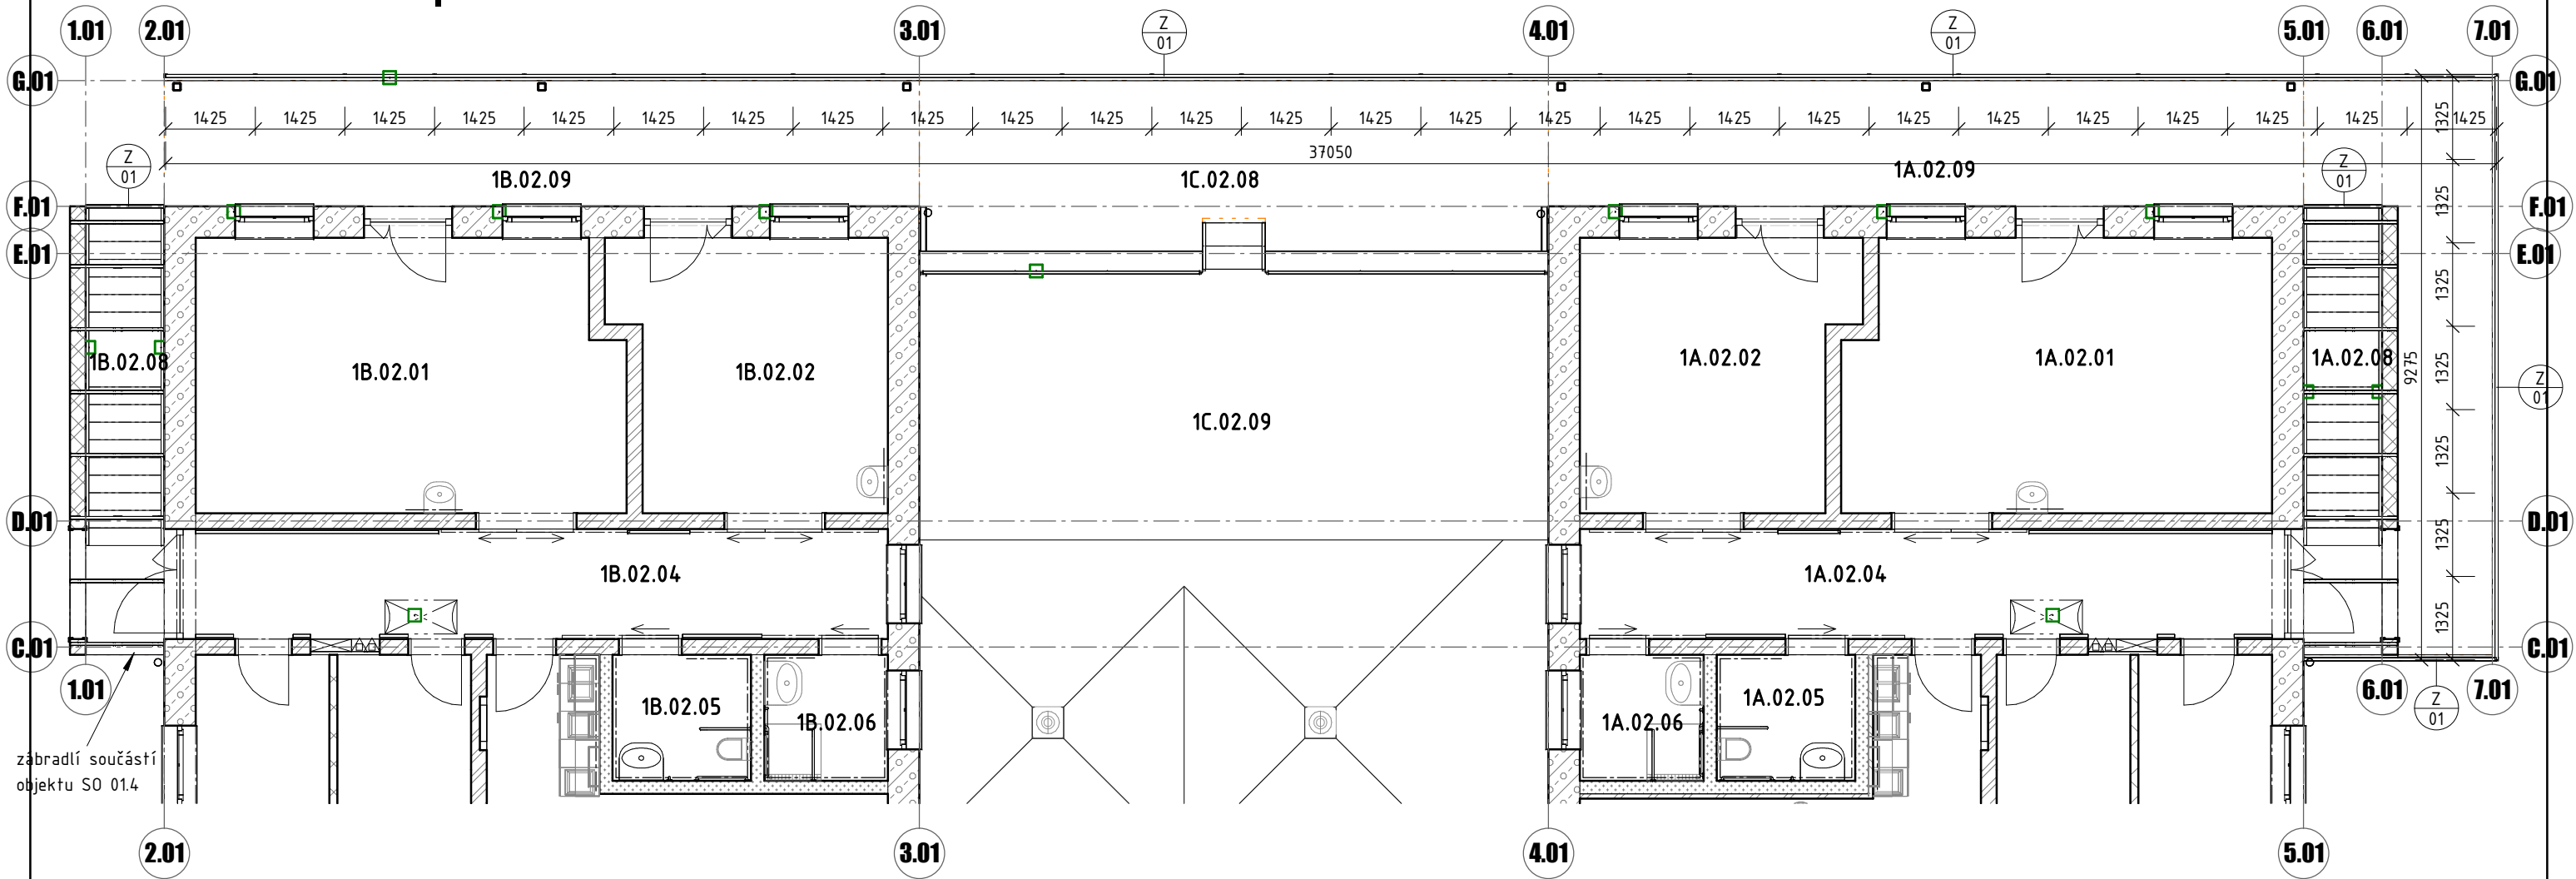 1.01 2.01 3.01 Z 01 4.01 Z 01 5.01 6.01 7.01
G.01 G.01
1425 1425 1425 1425 1425 1425 1425 1425 1425 1425 1425 1425 1425 1425 1425 1425 1425 1425 1425 1425 1425 1425 1425 1425 1425 1425
37050
Z 01 1B.02.09 1C.02.08 1A.02.09 Z 01
F.01 F.01
E.01 E.01
1B.02.08 1B.02.01 1B.02.02 1A.02.02 1A.02.01 1A.02.08
1325 1325 1325 1325 1325 1325 1325
9275
Z 01
1C.02.09
D.01 D.01
1B.02.04 1A.02.04
C.01 C.01
1.01 6.01 7.01
1B.02.05 1B.02.06 1A.02.06 1A.02.05 Z 01
zábradlí součástí
objektu SO 01.4
2.01 3.01 4.01 5.01